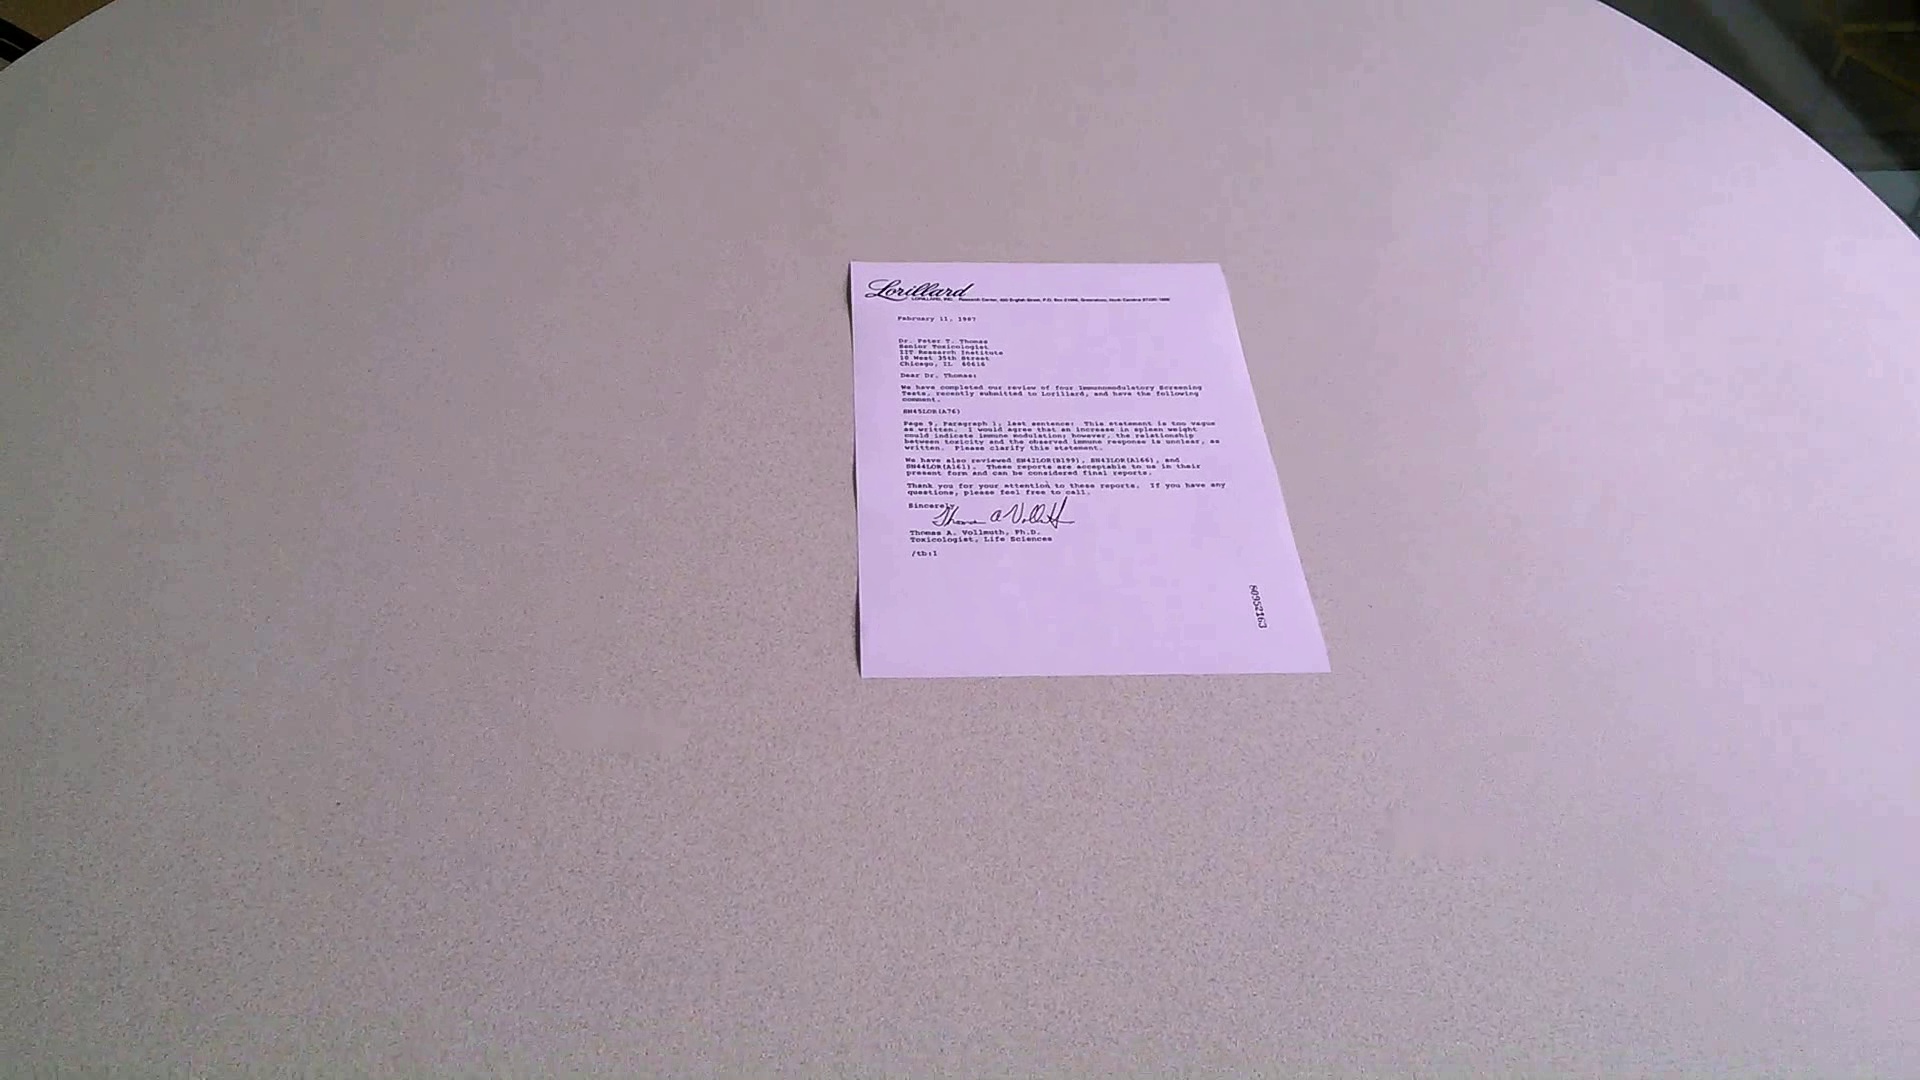 Lorillard
LORILLARD, INC. Research Center, 420 English Street, P.O. Box 21688, Greensboro, North Carolina 27420-1688
February 11, 1987
Dr. Peter T. Thomas
Senior Toxicologist
IIT Research Institute
10 West 35th Street
Chicago, IL 60616
Dear Dr. Thomas:
We have completed our review of four Immunomodulatory Screening
Tests, recently submitted to Lorillard, and have the following
comment.
SN45LOR(A76)
Page 9, Paragraph 1, last sentence: This statement is too vague
as written. I would agree that an increase in spleen weight
could indicate immune modulation; however, the relationship
between toxicity and the observed immune response is unclear, as
written. Please clarify this statement.
We have also reviewed SN42LOR(B199), SN43LOR(A166), and
SN44LOR(A161). These reports are acceptable to us in their
present form and can be considered final reports.
Thank you for your attention to these reports. If you have any
questions, please feel free to call.
Sincerely
Thomas A. Vollmuth, Ph.D.
Toxicologist, Life Sciences
/tb:1
80952163